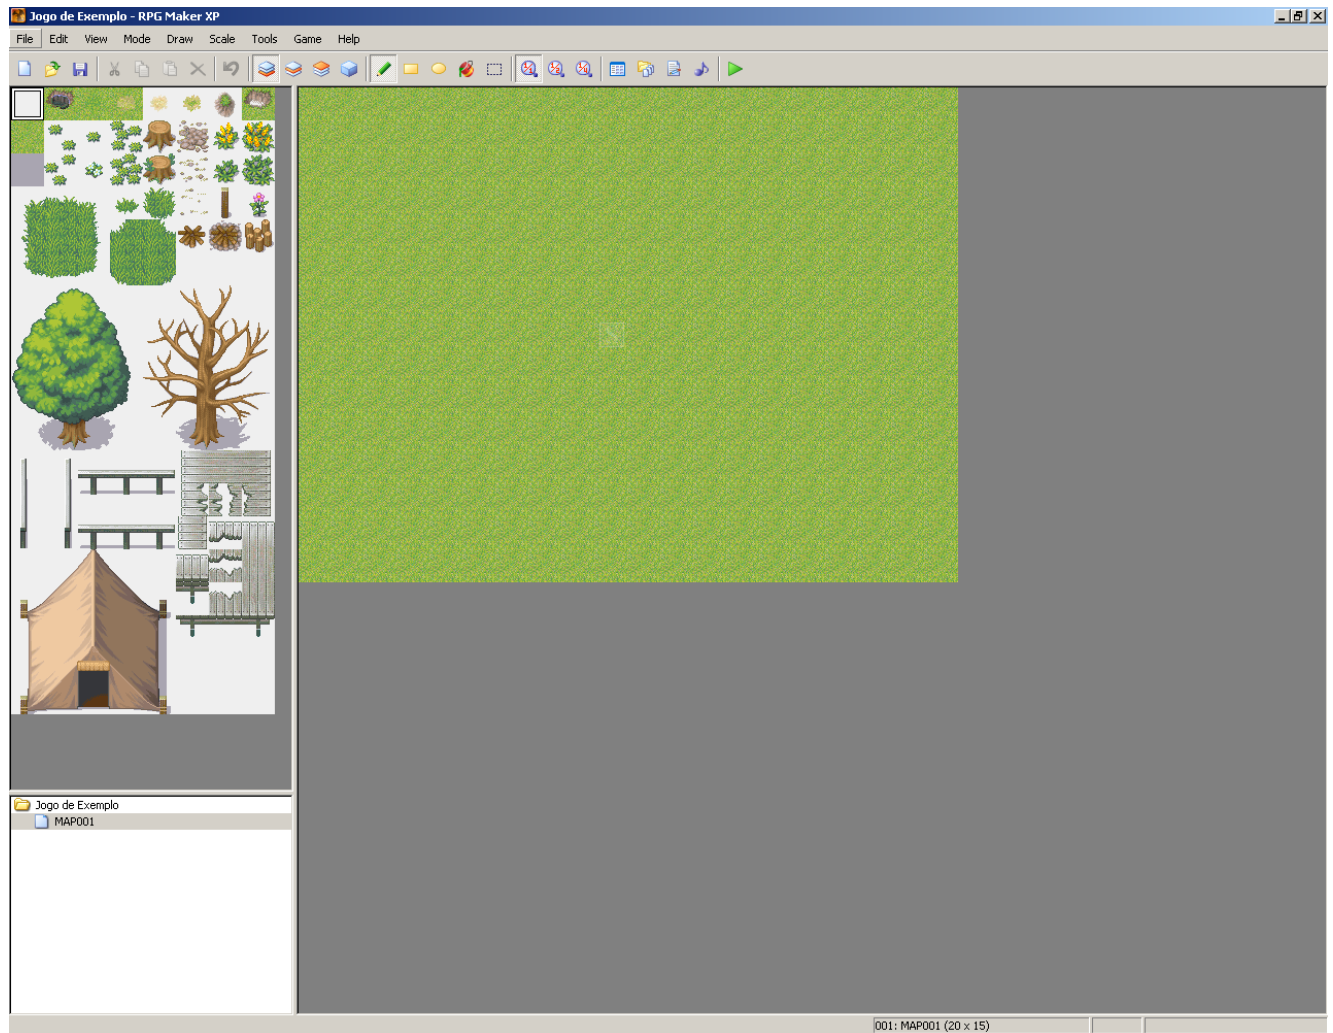 Jogo de Exemplo - RPG Maker XP
File Edit View Mode Draw Scale Tools Game Help
Jogo de Exemplo
MAP001
001: MAP001 (20 x 15)